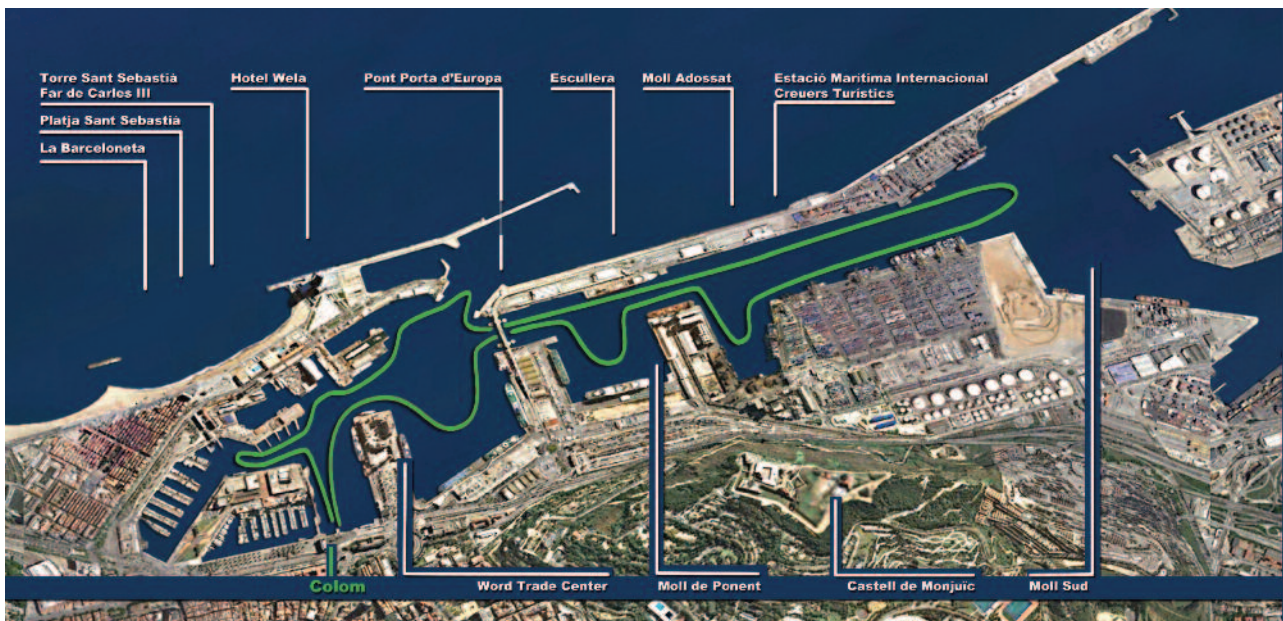 Torre Sant Sebastià
Far de Carles III
Platja Sant Sebastià
La Barceloneta
Hotel Wela
Pont Porta d'Europa
Escullera
Moll Adossat
Estació Marítima Internacional
Creuers Turístics
Colom
Word Trade Center
Moll de Ponent
Castell de Monjuïc
Moll Sud